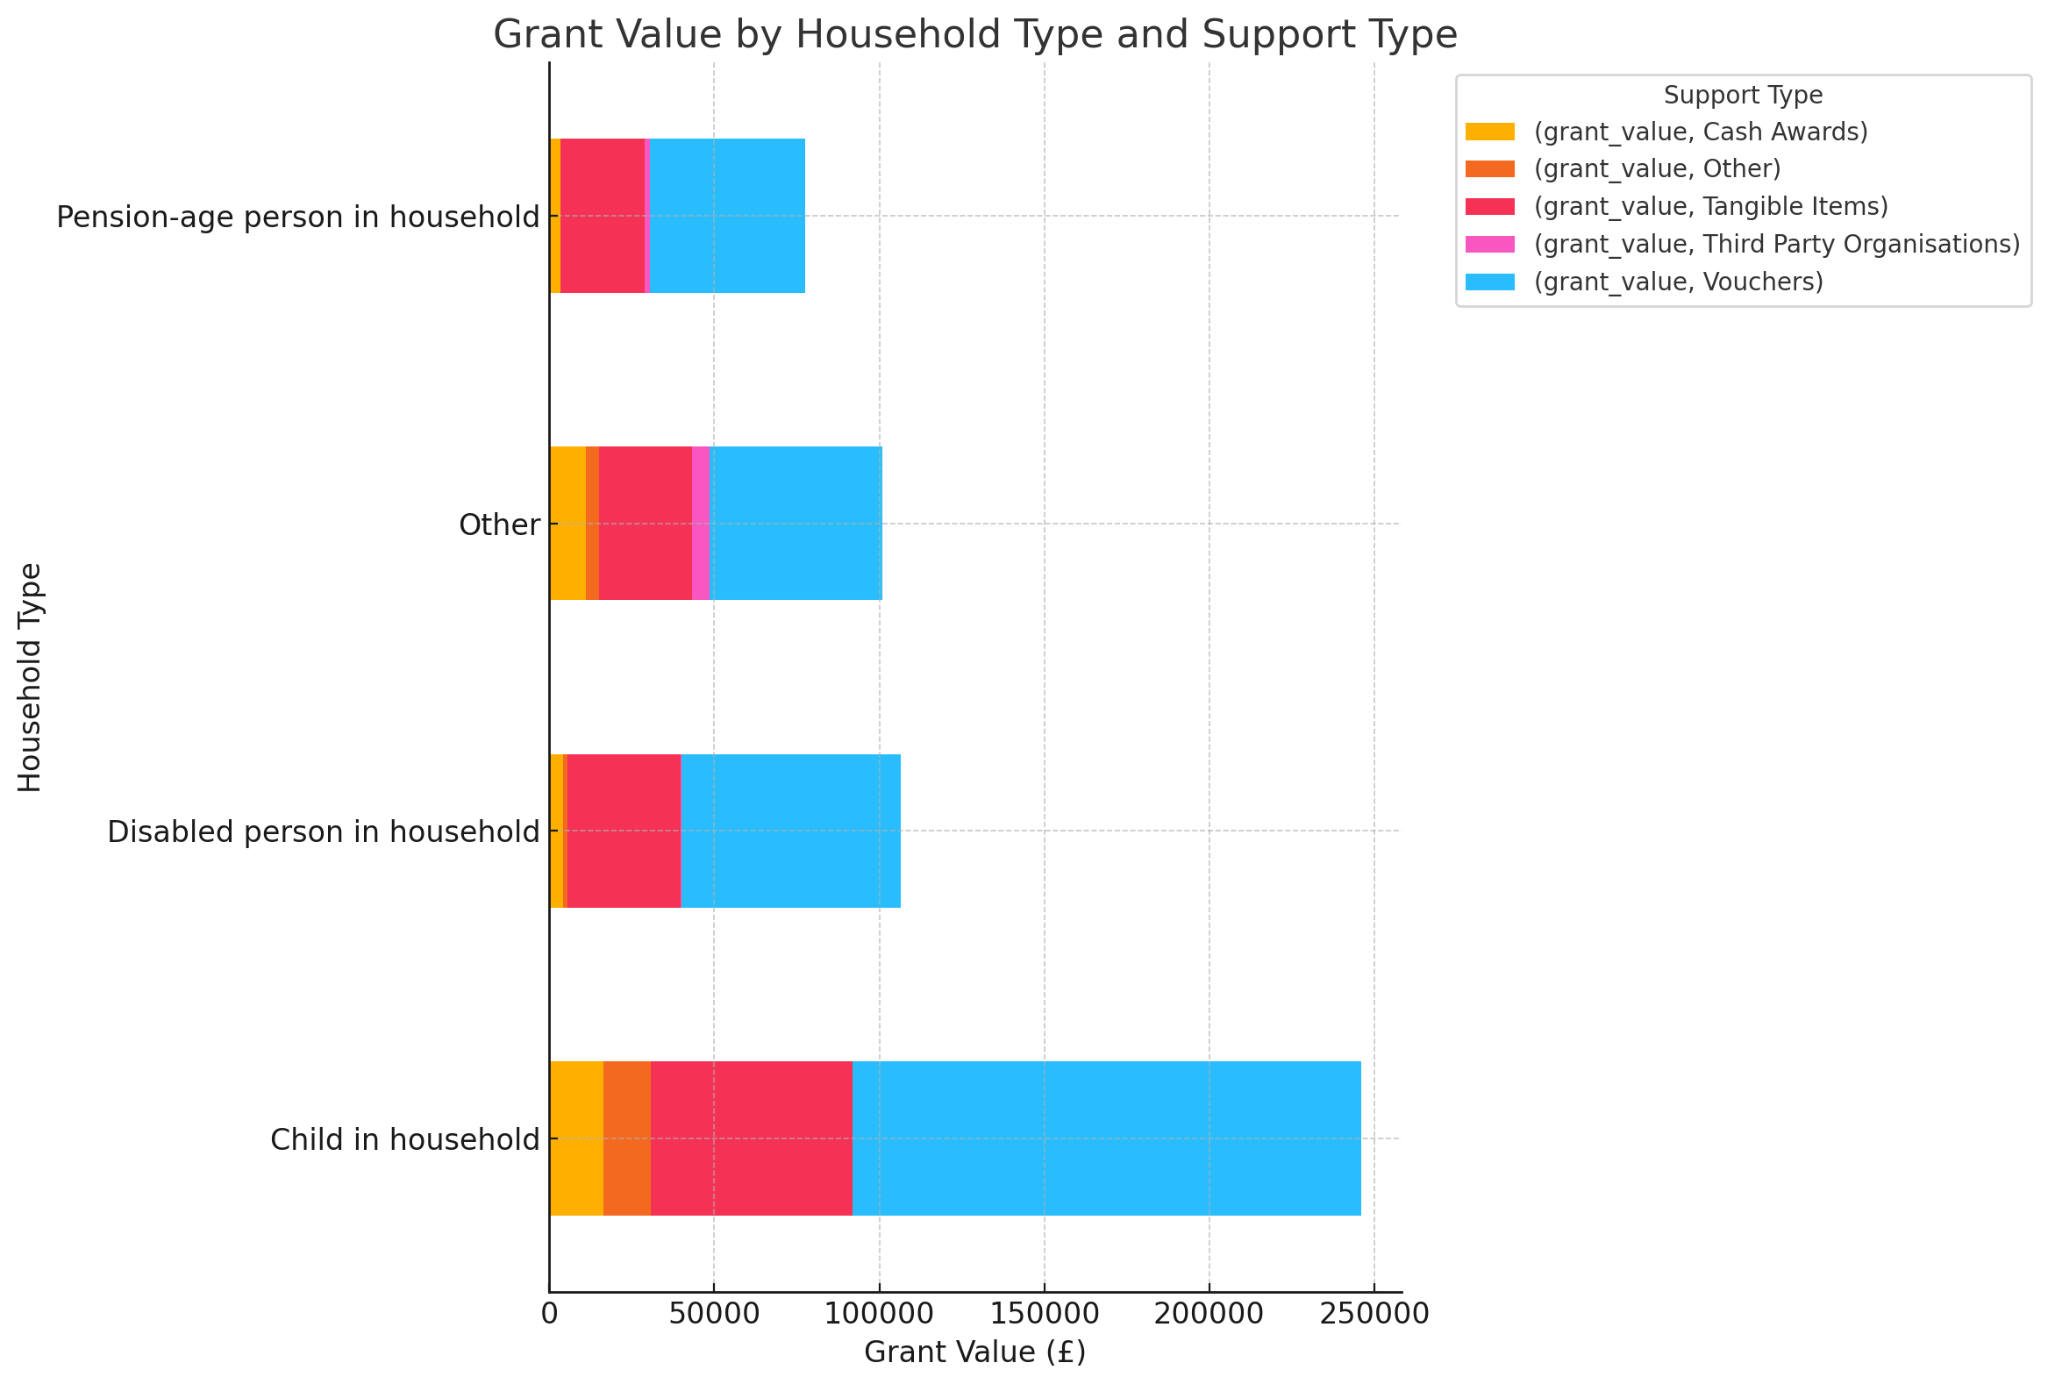 Grant Value by Household Type and Support Type
Support Type
(grant_value, Cash Awards)
(grant_value, Other)
(grant_value, Tangible Items)
(grant_value, Third Party Organisations)
(grant_value, Vouchers)
Household Type
Pension-age person in household
Other
Disabled person in household
Child in household
0 50000 100000 150000 200000 250000
Grant Value (£)